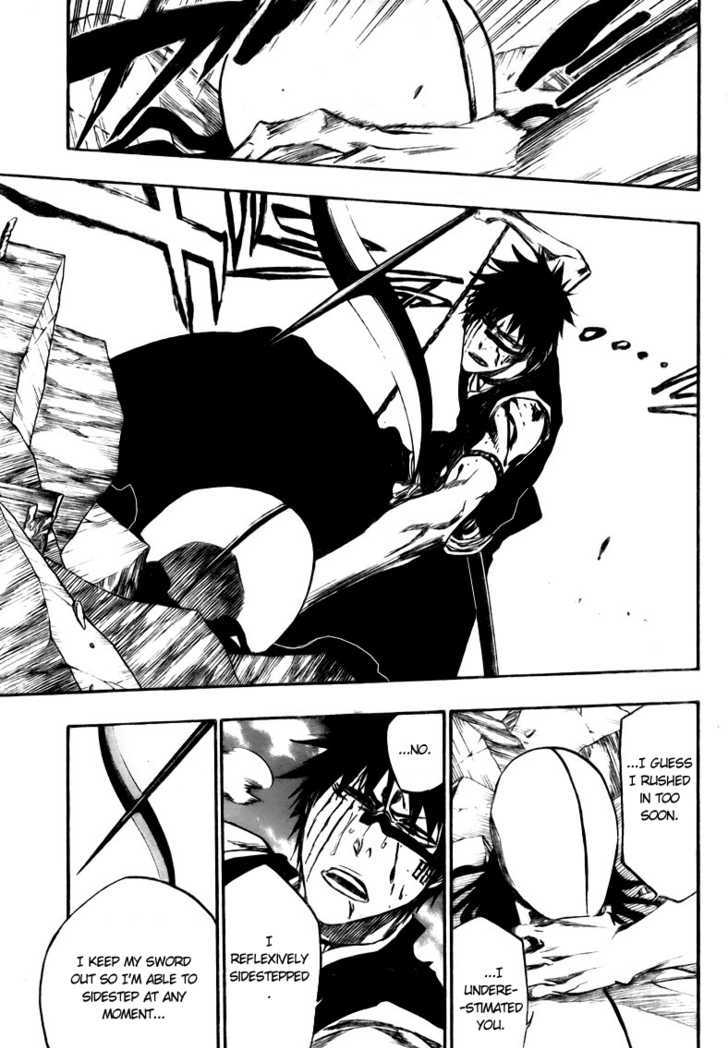 ...I GUESS
I RUSHED
IN TOO
SOON.
...I
UNDERE-
-STIMATED
YOU.
...NO.
I
REFLEXIVELY
SIDESTEPPED
.
I KEEP MY SWORD
OUT SO I'M ABLE TO
SIDESTEP AT ANY
MOMENT...